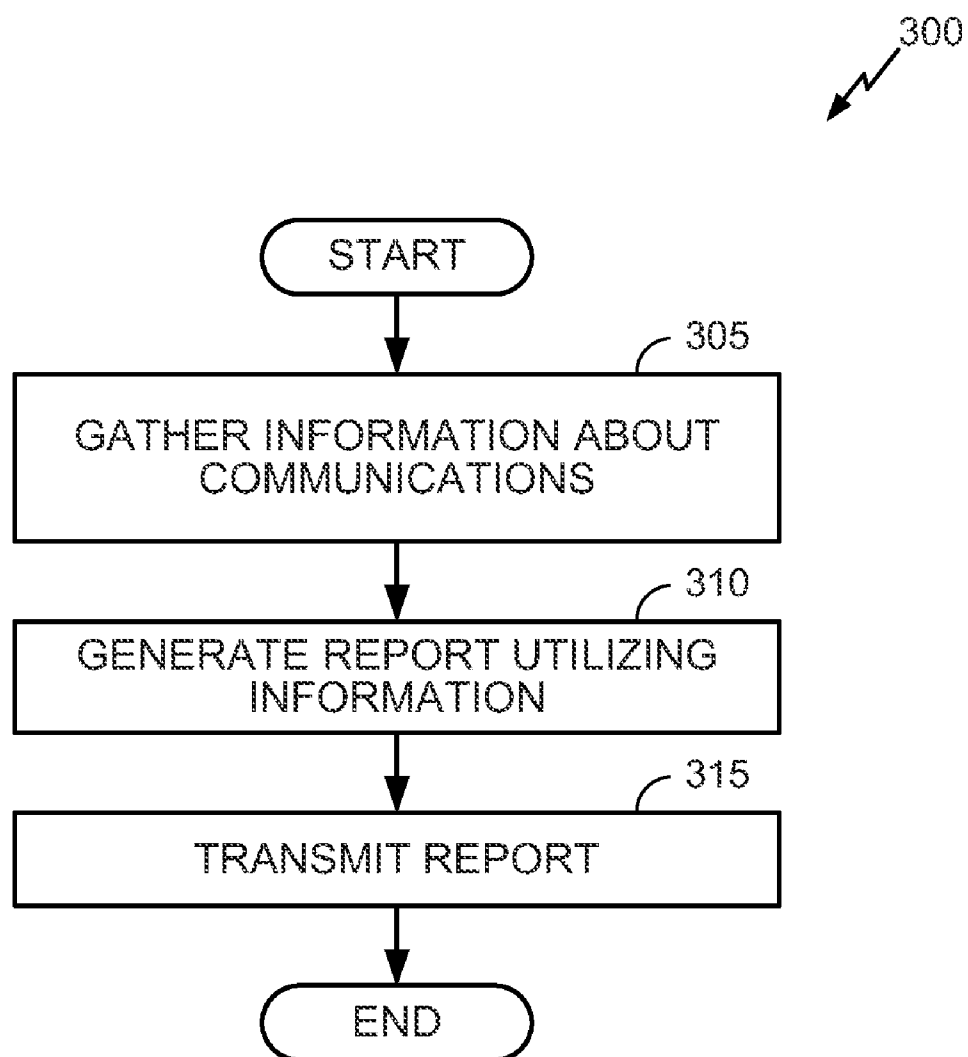 300
START
305
GATHER INFORMATION ABOUT
COMMUNICATIONS
310
GENERATE REPORT UTILIZING
INFORMATION
315
TRANSMIT REPORT
END